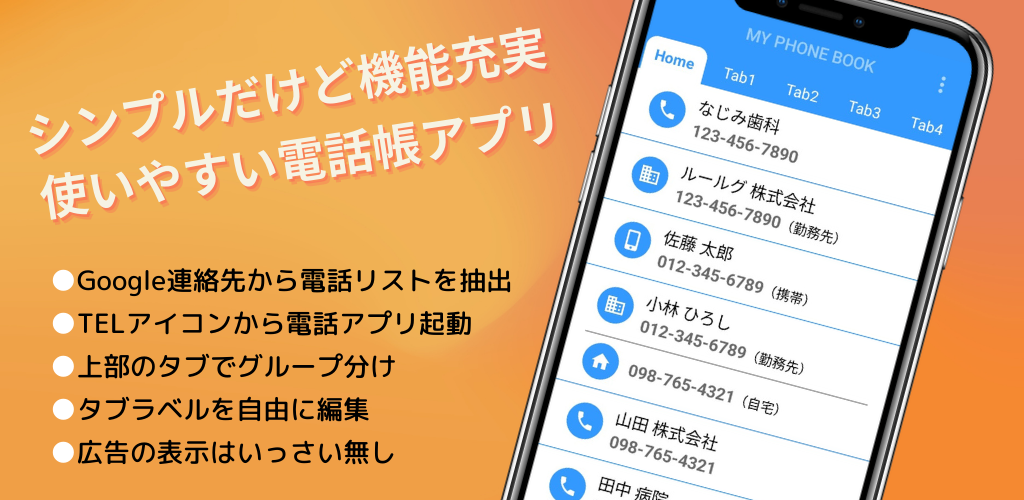 シンプルだけど機能充実
使いやすい電話帳アプリ
●Google連絡先から電話リストを抽出
●TELアイコンから電話アプリ起動
●上部のタブでグループ分け
●タブラベルを自由に編集
●広告の表示はいっさい無し
MY PHONE BOOK
Home Tab1 Tab2 Tab3 Tab4
なじみ歯科
123-456-7890
ルールグ 株式会社
123-456-7890（勤務先）
佐藤 太郎
012-345-6789（携帯）
小林 ひろし
012-345-6789（勤務先）
098-765-4321（自宅）
山田 株式会社
098-765-4321
田中 病院